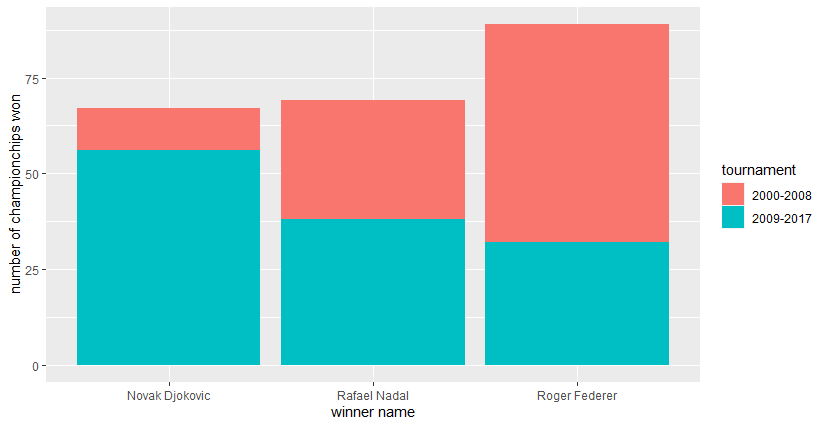 number of championchips won
75
50
25
0
Novak Djokovic
Rafael Nadal
Roger Federer
winner name
tournament
2000-2008
2009-2017